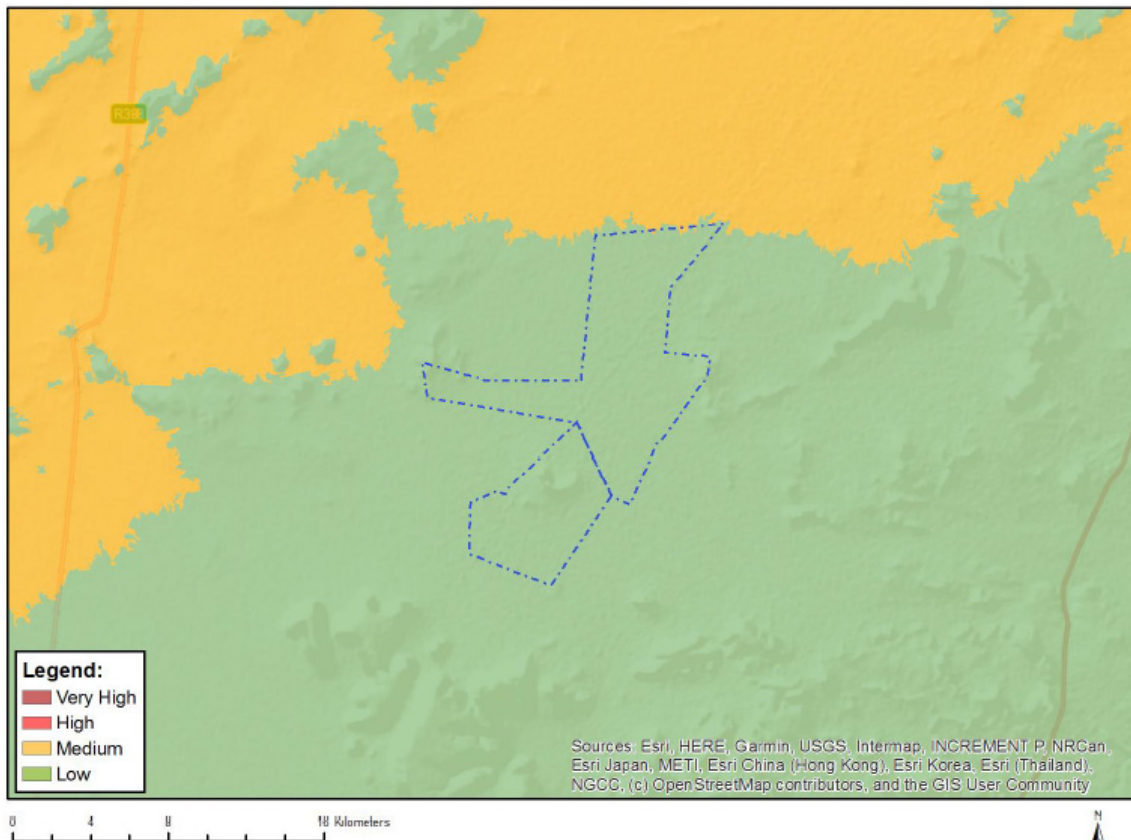 Legend:
Very High
High
Medium
Low
Sources: Esri, HERE, Garmin, USGS, Intermap, INCREMENT P, NRCan,
Esri Japan, METI, Esri China (Hong Kong), Esri Korea, Esri (Thailand),
NGCC, (c) OpenStreetMap contributors, and the GIS User Community
0 4 8 16 Kilometers
N